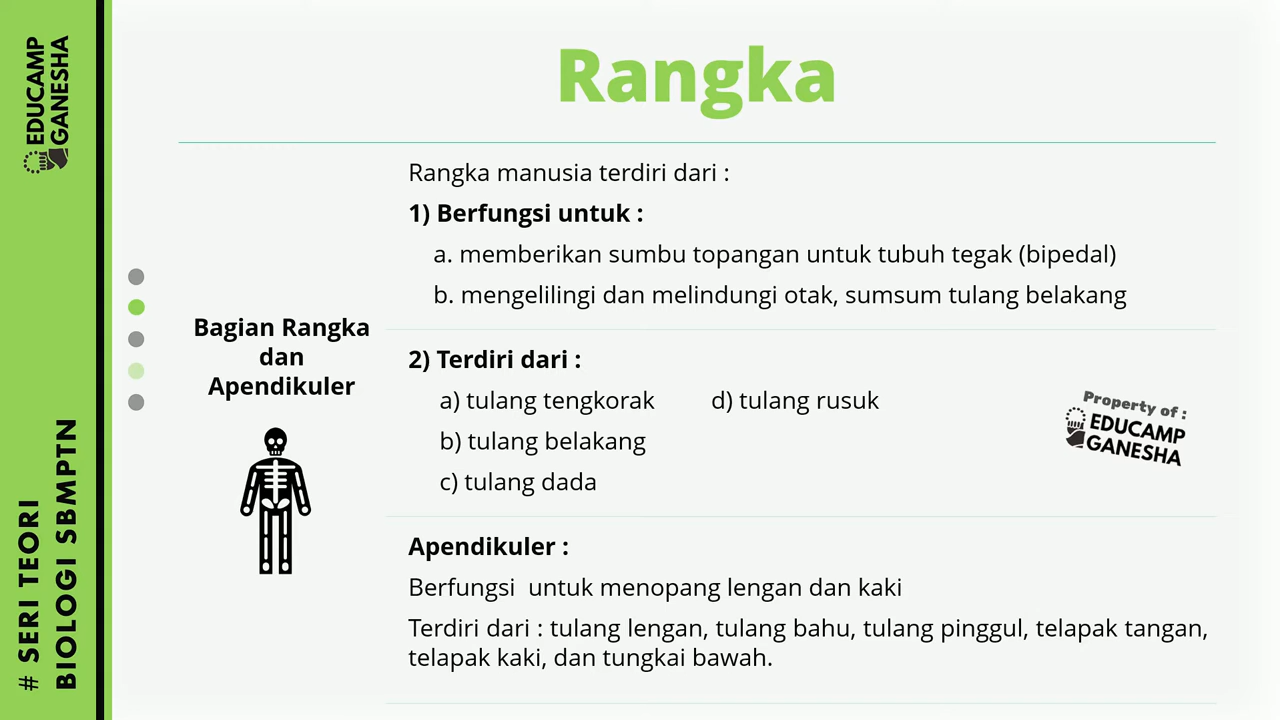 EDUCAMP
GANESHA
# SERI TEORI
BIOLOGI SBMPTN
Rangka
Bagian Rangka
dan
Apendikuler
Rangka manusia terdiri dari :
1) Berfungsi untuk :
a. memberikan sumbu topangan untuk tubuh tegak (bipedal)
b. mengelilingi dan melindungi otak, sumsum tulang belakang
2) Terdiri dari :
a) tulang tengkorak d) tulang rusuk
b) tulang belakang
c) tulang dada
Property of :
EDUCAMP
GANESHA
Apendikuler :
Berfungsi untuk menopang lengan dan kaki
Terdiri dari : tulang lengan, tulang bahu, tulang pinggul, telapak tangan,
telapak kaki, dan tungkai bawah.